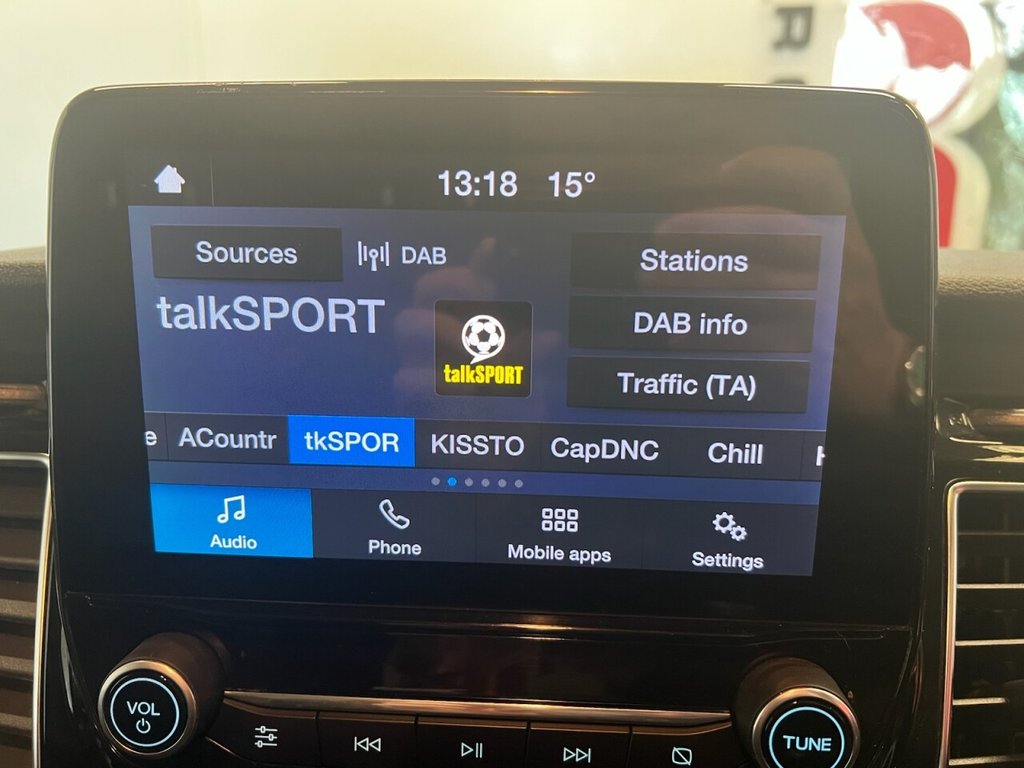 13:18 15°
Sources
DAB
Stations
talkSPORT
talkSPORT
DAB info
Traffic (TA)
e ACountr tkSPOR KISSTO CapDNC Chill
Audio
Phone
Mobile apps
Settings
VOL
TUNE